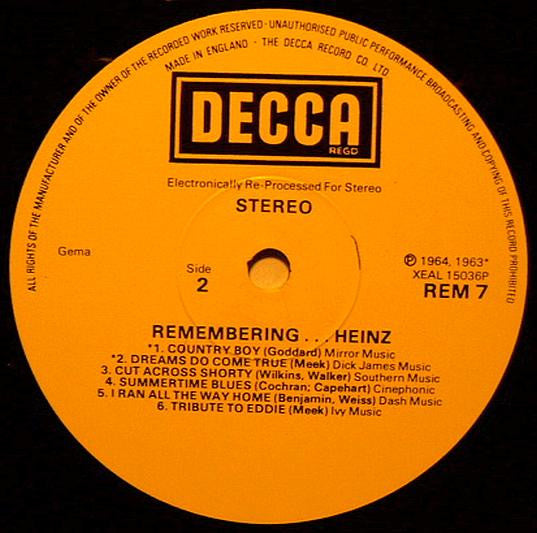 ALL RIGHTS OF THE MANUFACTURER AND OF THE OWNER OF THE RECORDED WORK RESERVED · UNAUTHORISED PUBLIC PERFORMANCE BROADCASTING AND COPYING OF THIS RECORD PROHIBITED
MADE IN ENGLAND · THE DECCA RECORD CO. LTD.
DECCA
REGD
Electronically Re-Processed For Stereo
STEREO
Gema
Side
2
℗ 1964, 1963*
XEAL 15036P
REM 7
REMEMBERING . . . HEINZ
*1. COUNTRY BOY (Goddard) Mirror Music
*2. DREAMS DO COME TRUE (Meek) Dick James Music
3. CUT ACROSS SHORTY (Wilkins, Walker) Southern Music
4. SUMMERTIME BLUES (Cochran; Capehart) Cinephonic
5. I RAN ALL THE WAY HOME (Benjamin, Weiss) Dash Music
6. TRIBUTE TO EDDIE (Meek) Ivy Music